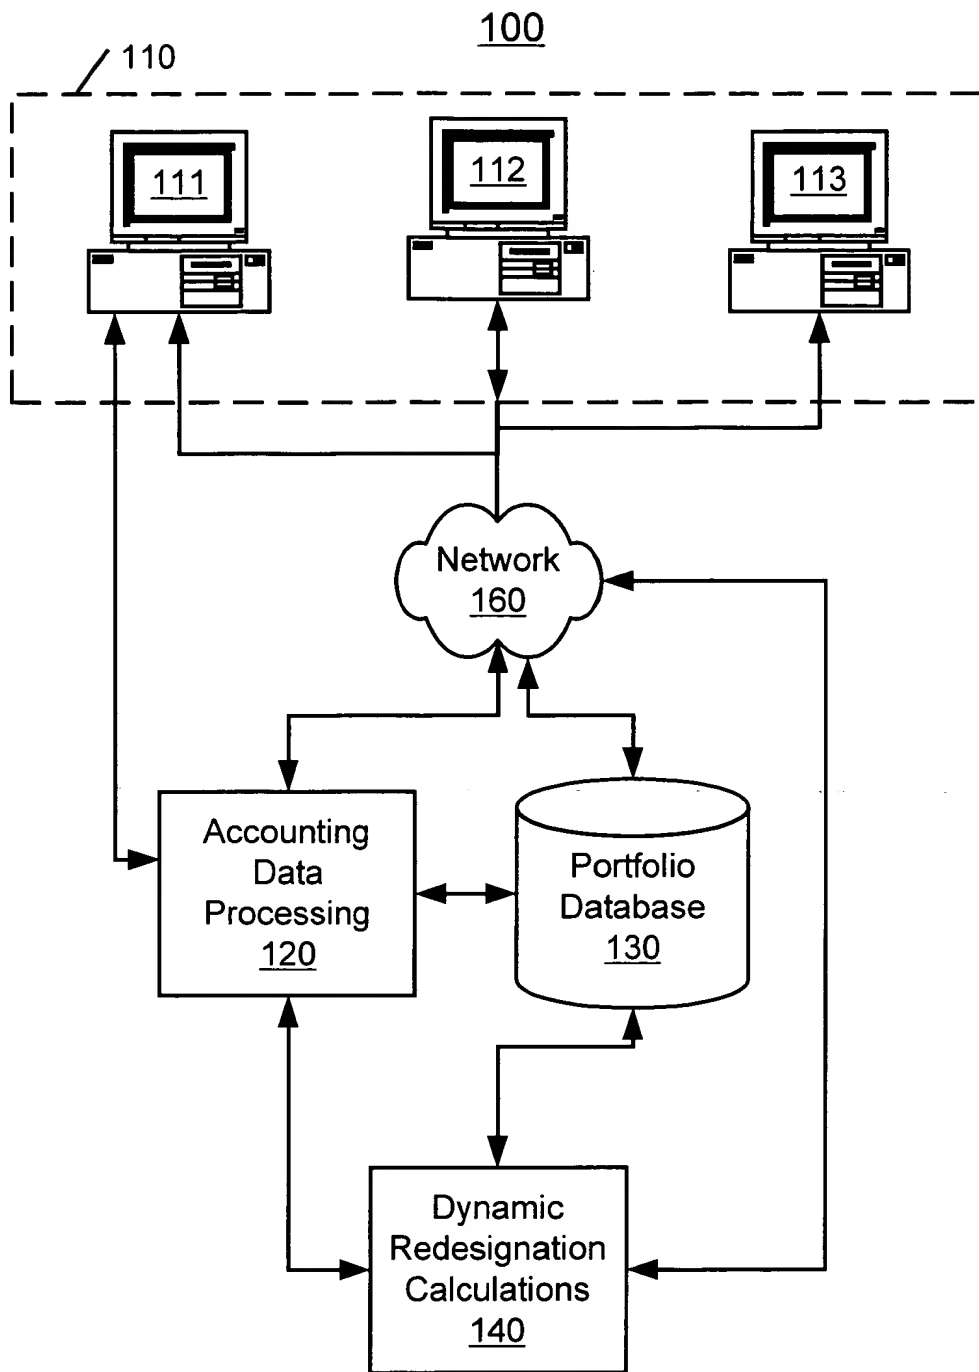 100
110
111
112
113
Network
160
Accounting
Data
Processing
120
Portfolio
Database
130
Dynamic
Redesignation
Calculations
140